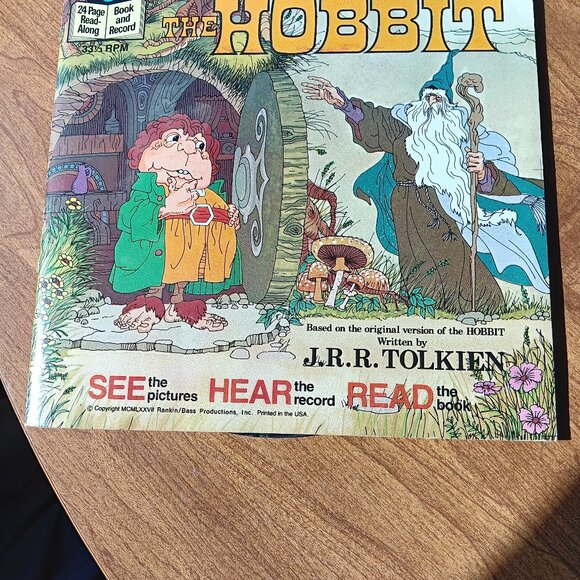 24 Page
Read-
Along
Book
and
Record
33⅓ RPM
THE HOBBIT
Based on the original version of the HOBBIT
Written by
J.R.R. TOLKIEN
SEE the pictures HEAR the record READ the book
© Copyright MCMLXXVII Rankin/Bass Productions, Inc. Printed in the USA